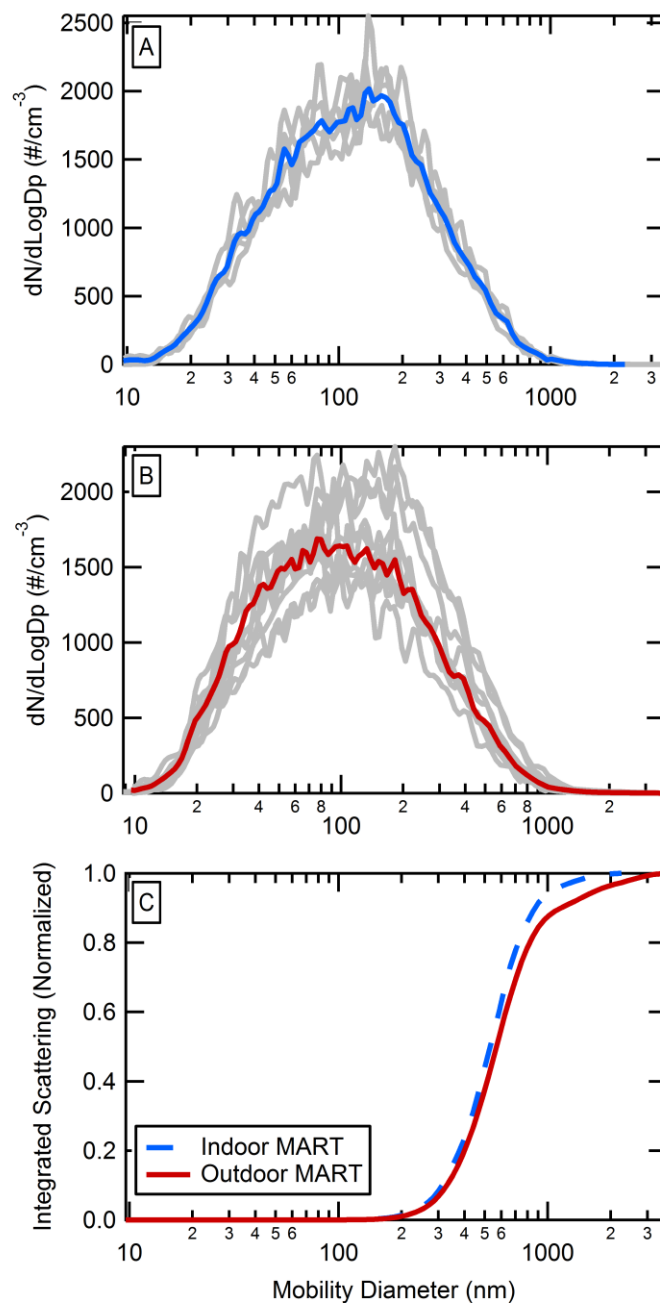 A
dN/dLogDp (#/cm⁻³)
2500
2000
1500
1000
500
0
10 2 3 4 5 6 100 2 3 4 5 6 1000 2 3
B
dN/dLogDp (#/cm⁻³)
2000
1500
1000
500
0
10 2 4 6 8 100 2 4 6 8 1000 2
C
Integrated Scattering (Normalized)
1.0
0.8
0.6
0.4
0.2
0.0
Indoor MART
Outdoor MART
10 2 3 4 5 6 100 2 3 4 5 6 1000 2 3
Mobility Diameter (nm)